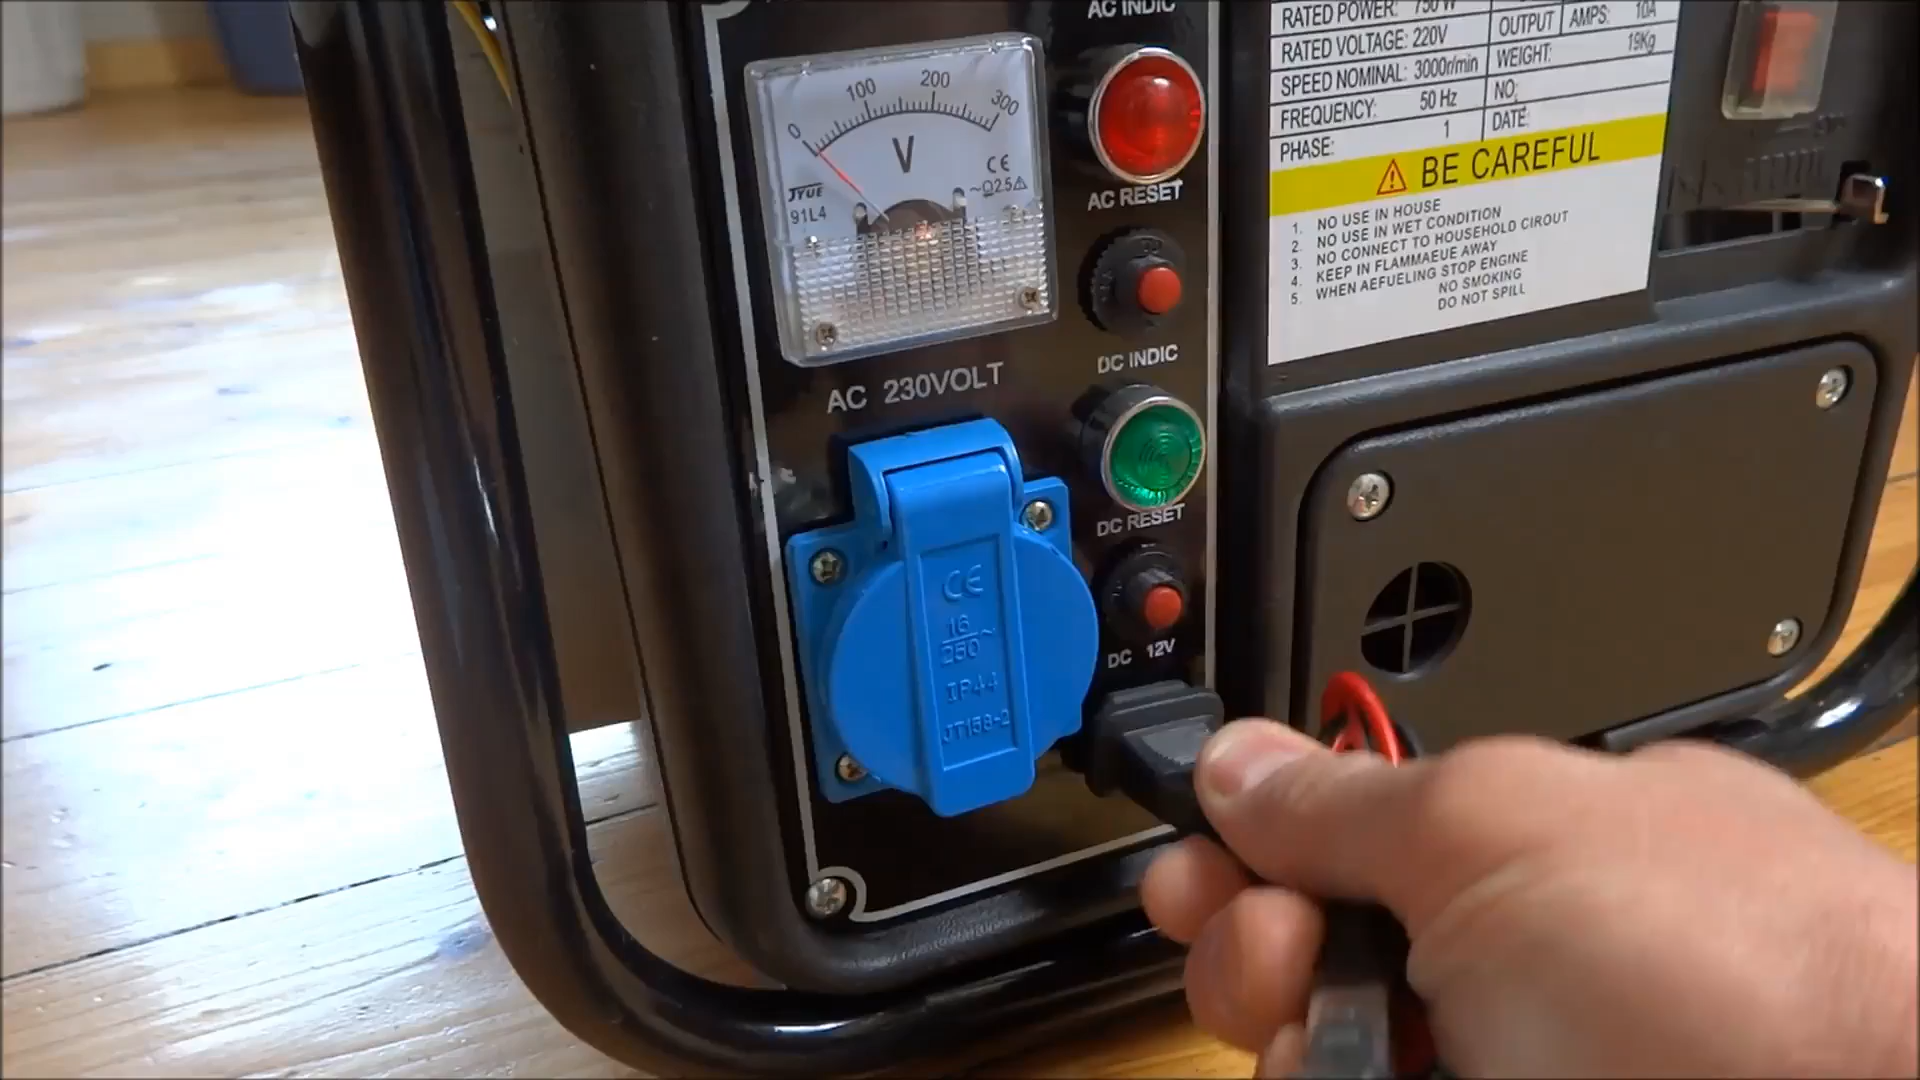 AC INDIC
0 100 200 300
V
JYUE
91L4
CE
~ 2.5
AC RESET
AC 230VOLT
DC INDIC
DC RESET
DC 12V
CE
16
250~
IP44
JT158-2
RATED POWER: 750 W
RATED VOLTAGE: 220V
SPEED NOMINAL: 3000r/min
FREQUENCY: 50 Hz
PHASE: 1
OUTPUT AMPS: 10A
WEIGHT: 19Kg
NO:
DATE:
BE CAREFUL
1. NO USE IN HOUSE
2. NO USE IN WET CONDITION
3. NO CONNECT TO HOUSEHOLD CIROUT
4. KEEP IN FLAMMAEUE AWAY
5. WHEN AEFUELING STOP ENGINE
NO SMOKING
DO NOT SPILL